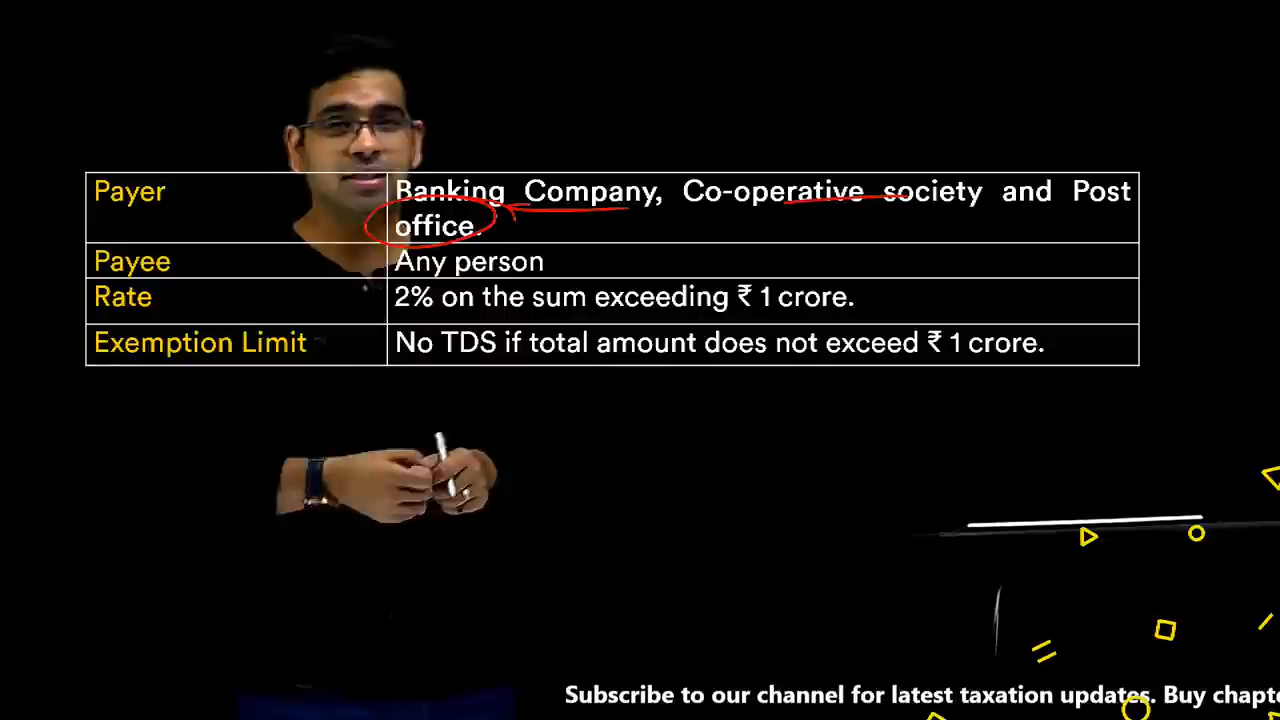 Payer
Banking Company, Co-operative society and Post
office.
Payee
Any person
Rate
2% on the sum exceeding ₹ 1 crore.
Exemption Limit
No TDS if total amount does not exceed ₹ 1 crore.
Subscribe to our channel for latest taxation updates. Buy chapte